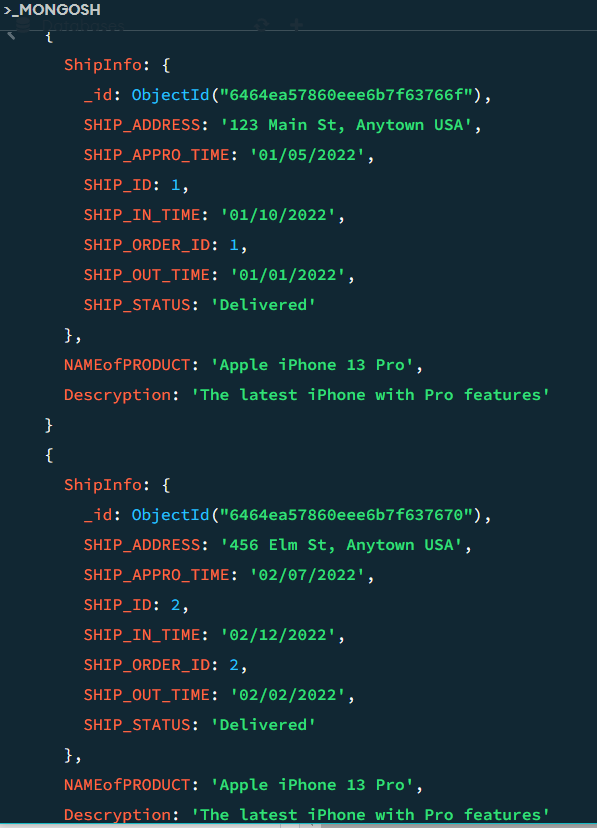 >_MONGOSH
{
ShipInfo: {
_id: ObjectId("6464ea57860eee6b7f63766f"),
SHIP_ADDRESS: '123 Main St, Anytown USA',
SHIP_APPRO_TIME: '01/05/2022',
SHIP_ID: 1,
SHIP_IN_TIME: '01/10/2022',
SHIP_ORDER_ID: 1,
SHIP_OUT_TIME: '01/01/2022',
SHIP_STATUS: 'Delivered'
},
NAMEofPRODUCT: 'Apple iPhone 13 Pro',
Descryption: 'The latest iPhone with Pro features'
}
{
ShipInfo: {
_id: ObjectId("6464ea57860eee6b7f637670"),
SHIP_ADDRESS: '456 Elm St, Anytown USA',
SHIP_APPRO_TIME: '02/07/2022',
SHIP_ID: 2,
SHIP_IN_TIME: '02/12/2022',
SHIP_ORDER_ID: 2,
SHIP_OUT_TIME: '02/02/2022',
SHIP_STATUS: 'Delivered'
},
NAMEofPRODUCT: 'Apple iPhone 13 Pro',
Descryption: 'The latest iPhone with Pro features'